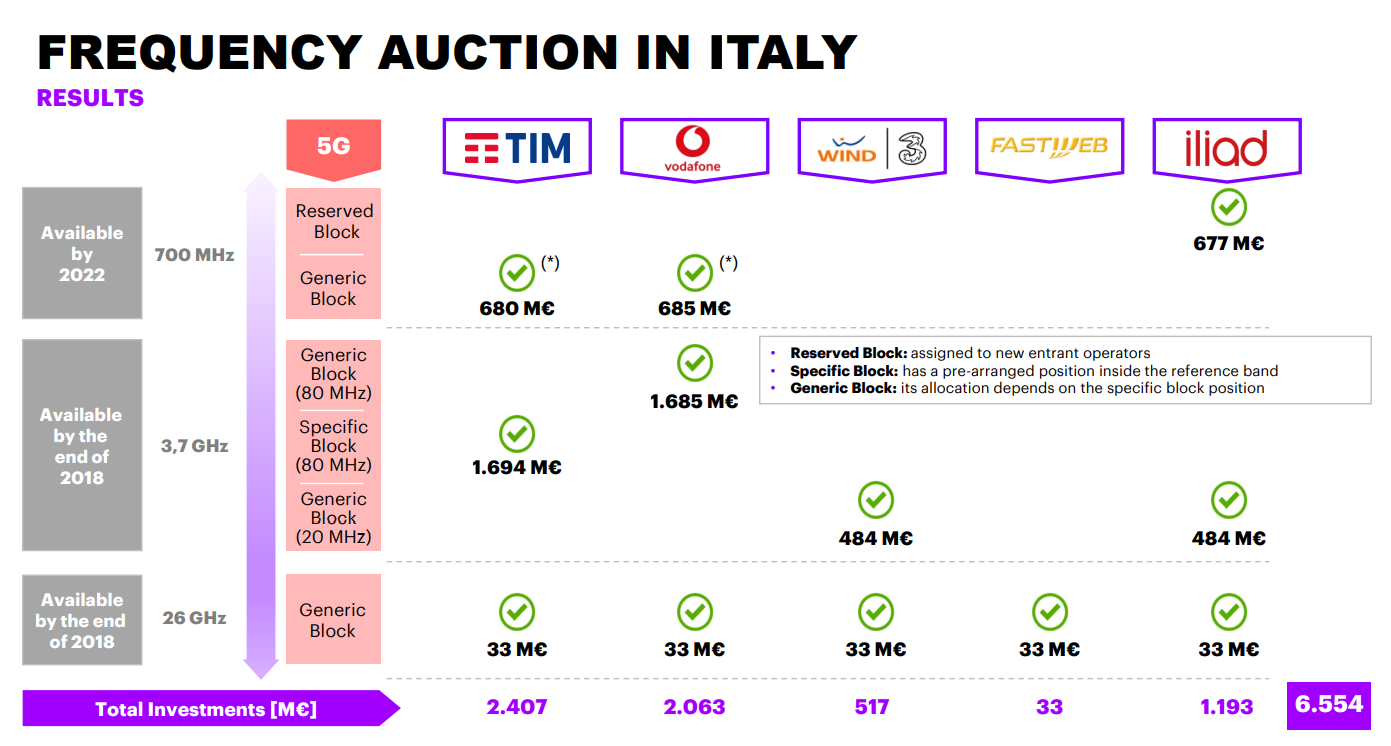 FREQUENCY AUCTION IN ITALY
RESULTS
5G
TIM
vodafone
WIND 3
FASTWEB
iliad
Available
by
2022
700 MHz
Reserved
Block
Generic
Block
677 M€
(*)
680 M€
(*)
685 M€
Available
by the
end of
2018
3,7 GHz
Generic
Block
(80 MHz)
Specific
Block
(80 MHz)
Generic
Block
(20 MHz)
1.685 M€
• Reserved Block: assigned to new entrant operators
• Specific Block: has a pre-arranged position inside the reference band
• Generic Block: its allocation depends on the specific block position
1.694 M€
484 M€
484 M€
Available
by the end
of 2018
26 GHz
Generic
Block
33 M€
33 M€
33 M€
33 M€
33 M€
Total Investments [M€]
2.407
2.063
517
33
1.193
6.554